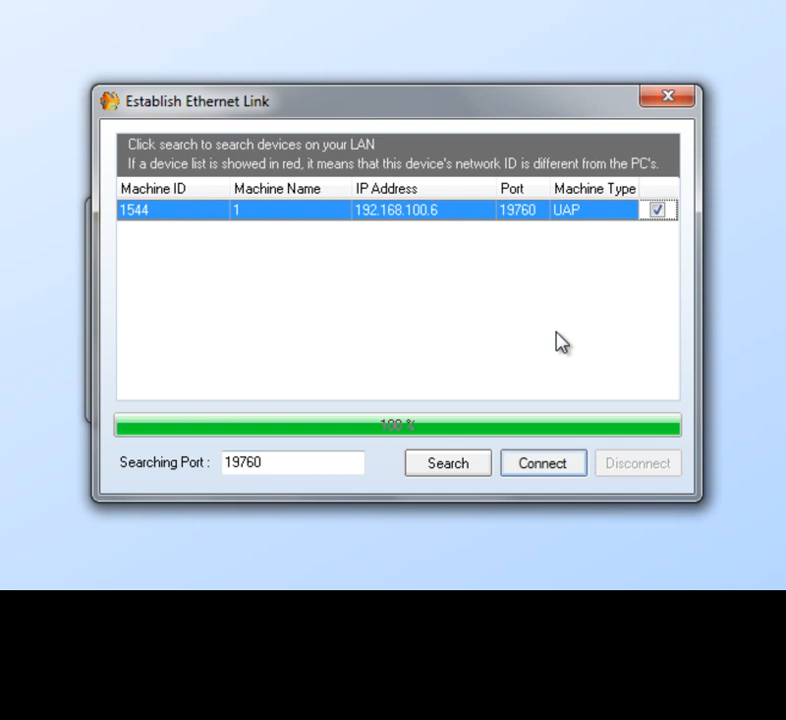 Establish Ethernet Link
Click search to search devices on your LAN
If a device list is showed in red, it means that this device's network ID is different from the PC's.
Machine ID Machine Name IP Address Port Machine Type
1544 1 192.168.100.6 19760 UAP
100 %
Searching Port : 19760 Search Connect Disconnect